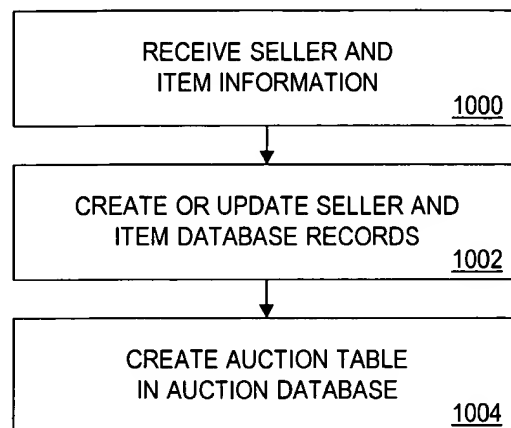 RECEIVE SELLER AND
ITEM INFORMATION
1000
CREATE OR UPDATE SELLER AND
ITEM DATABASE RECORDS
1002
CREATE AUCTION TABLE
IN AUCTION DATABASE
1004